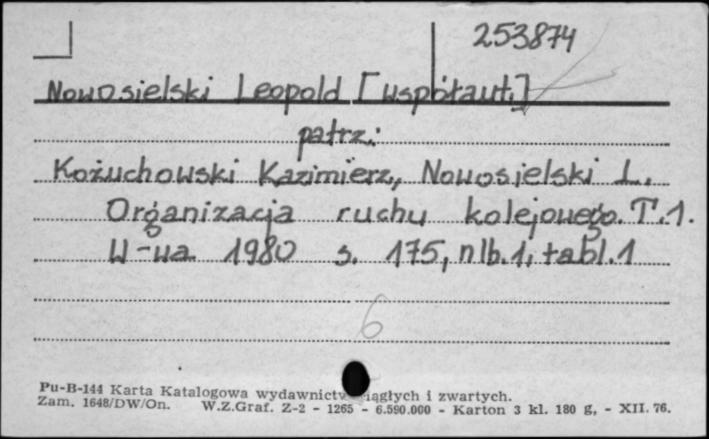 253874
Nowosielski Leopold [współaut.]
patrz:
Kożuchowski Kazimierz, Nowosielski L.
Organizacja ruchu kolejowego. T.1.
W-wa 1980 s. 175, nlb.1, tabl.1
6
Pu-B-144 Karta Katalogowa wydawnictw ciągłych i zwartych.
Zam. 1648/DW/On. W.Z.Graf. Z-2 - 1265 - 6.590.000 - Karton 3 kl. 180 g, - XII. 76.